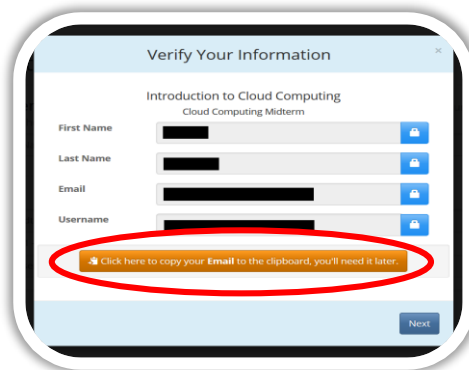 Verify Your Information
×
Introduction to Cloud Computing
Cloud Computing Midterm
First Name
Last Name
Email
Username
Click here to copy your Email to the clipboard, you'll need it later.
Next